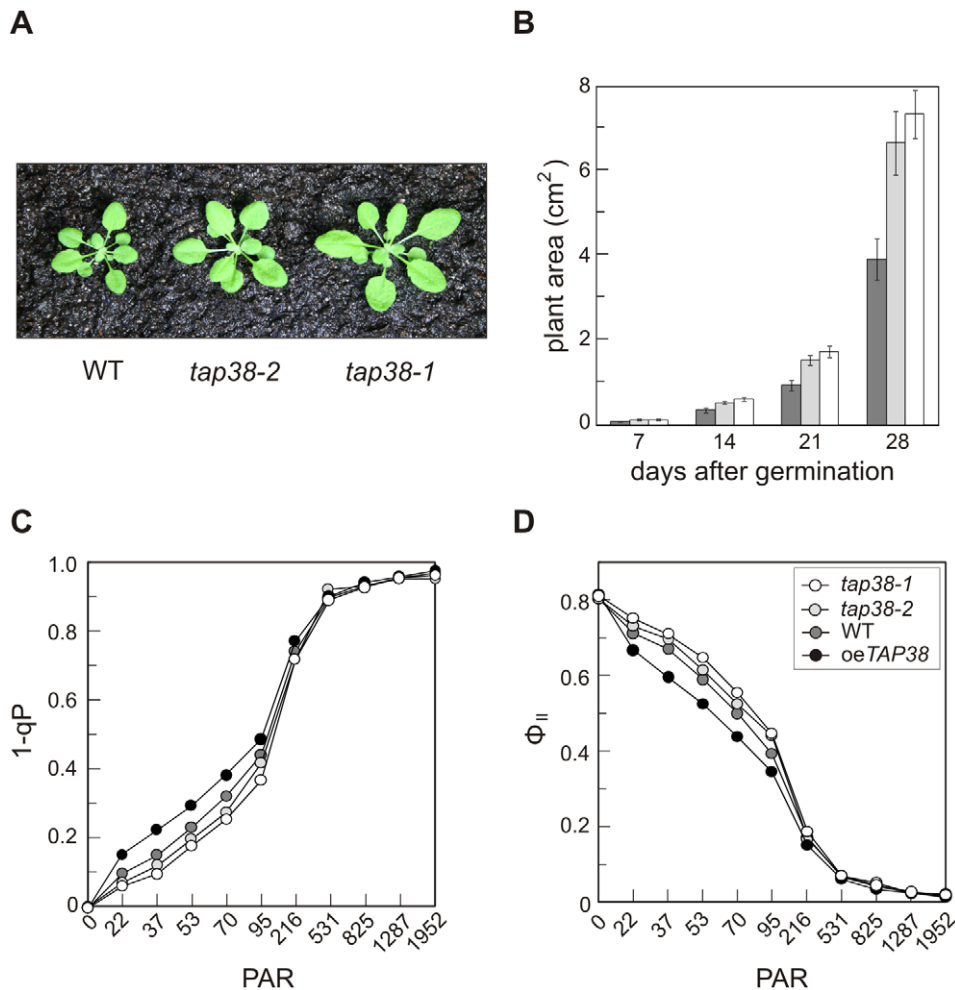 A
WT tap38-2 tap38-1
B
plant area (cm²)
8
6
4
2
0
7 14 21 28
days after germination
C
1-qP
1.0
0.8
0.6
0.4
0.2
0
0 22 37 53 70 95 216 531 825 1287 1952
PAR
D
Φ_II
0.8
0.6
0.4
0.2
0
tap38-1
tap38-2
WT
oeTAP38
0 22 37 53 70 95 216 531 825 1287 1952
PAR